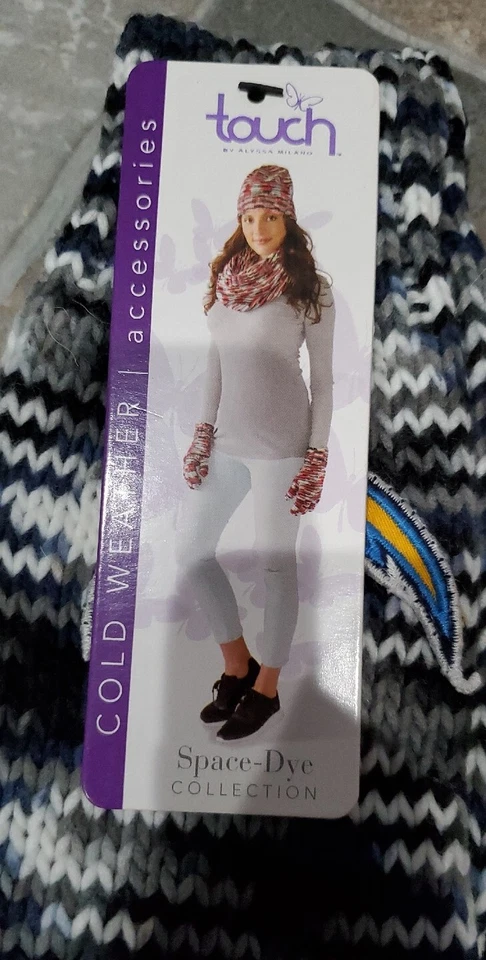 touch
BY ALYSSA MILANO
COLD WEATHER | accessories
Space-Dye
COLLECTION